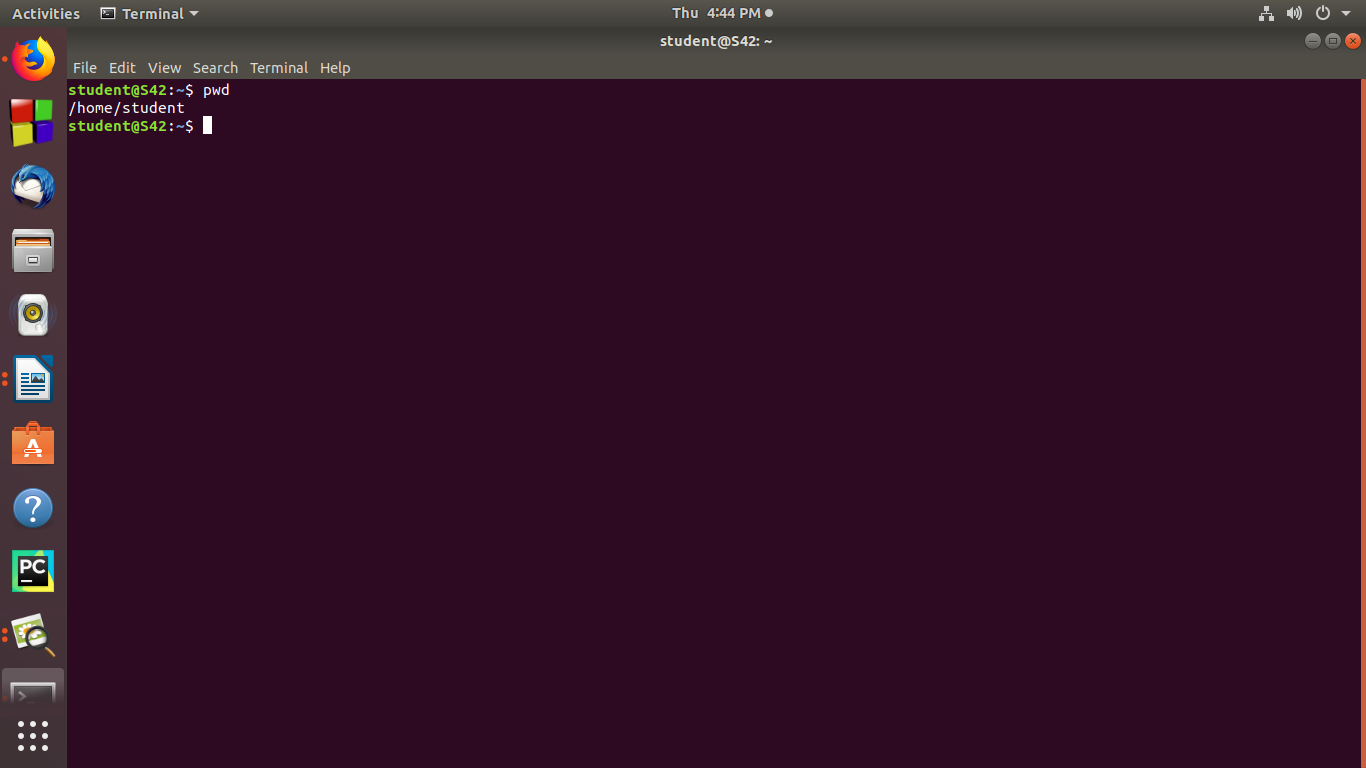 Activities Terminal Thu 4:44 PM
student@S42: ~
File Edit View Search Terminal Help
student@S42:~$ pwd
/home/student
student@S42:~$
A
?
PC